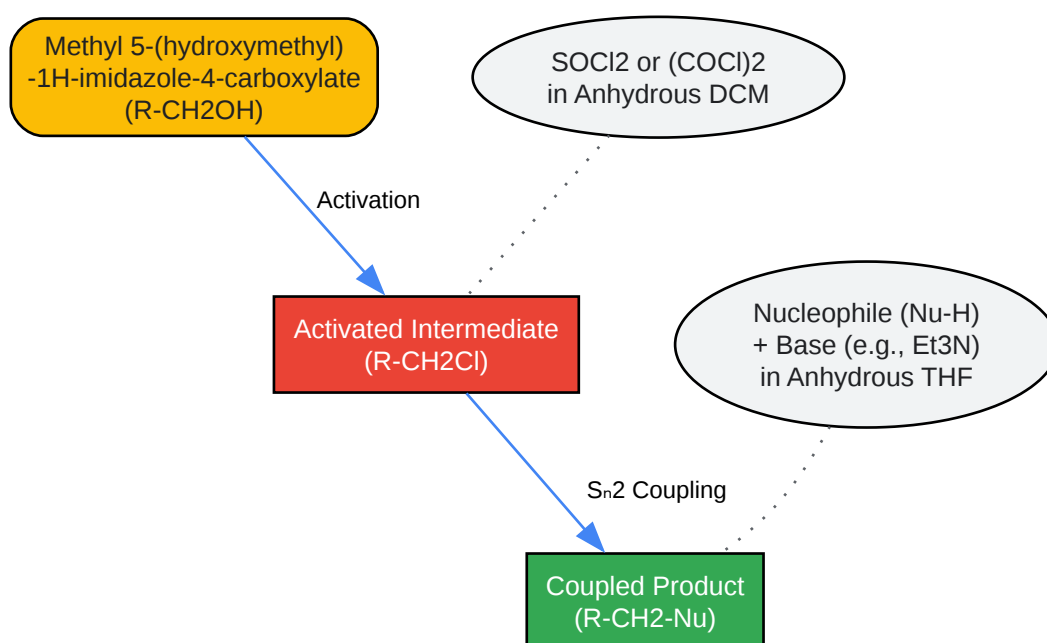 Methyl 5-(hydroxymethyl)
-1H-imidazole-4-carboxylate
(R-CH2OH)
SOCl2 or (COCl)2
in Anhydrous DCM
Activation
Activated Intermediate
(R-CH2Cl)
Nucleophile (Nu-H)
+ Base (e.g., Et3N)
in Anhydrous THF
Sₙ2 Coupling
Coupled Product
(R-CH2-Nu)